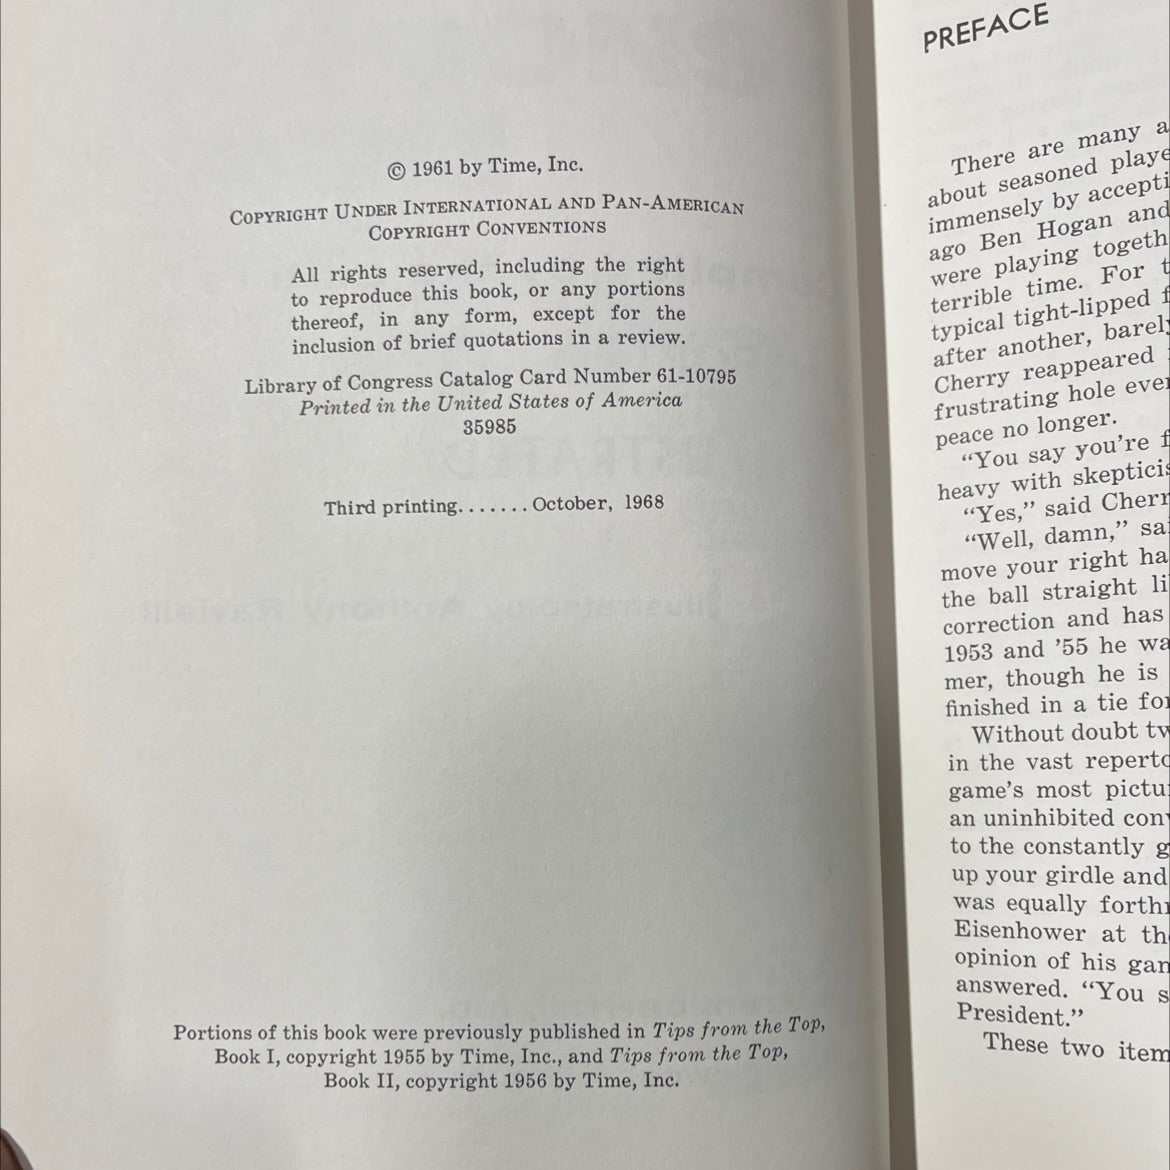 © 1961 by Time, Inc.
Copyright Under International and Pan-American
Copyright Conventions
All rights reserved, including the right
to reproduce this book, or any portions
thereof, in any form, except for the
inclusion of brief quotations in a review.
Library of Congress Catalog Card Number 61-10795
Printed in the United States of America
35985
Third printing.......October, 1968
Portions of this book were previously published in Tips from the Top,
Book I, copyright 1955 by Time, Inc., and Tips from the Top,
Book II, copyright 1956 by Time, Inc.
PREFACE
There are many a
about seasoned playe
immensely by accepti
ago Ben Hogan and
were playing togeth
terrible time. For t
typical tight-lipped f
after another, barely
Cherry reappeared
frustrating hole ever
peace no longer.
“You say you’re f
heavy with skepticis
“Yes,” said Cherr
“Well, damn,” sai
move your right ha
the ball straight li
correction and has
1953 and ’55 he wa
mer, though he is
finished in a tie for
Without doubt tw
in the vast reperto
game’s most pictu
an uninhibited con
to the constantly g
up your girdle and
was equally forth
Eisenhower at th
opinion of his gam
answered. “You s
President.”
These two item